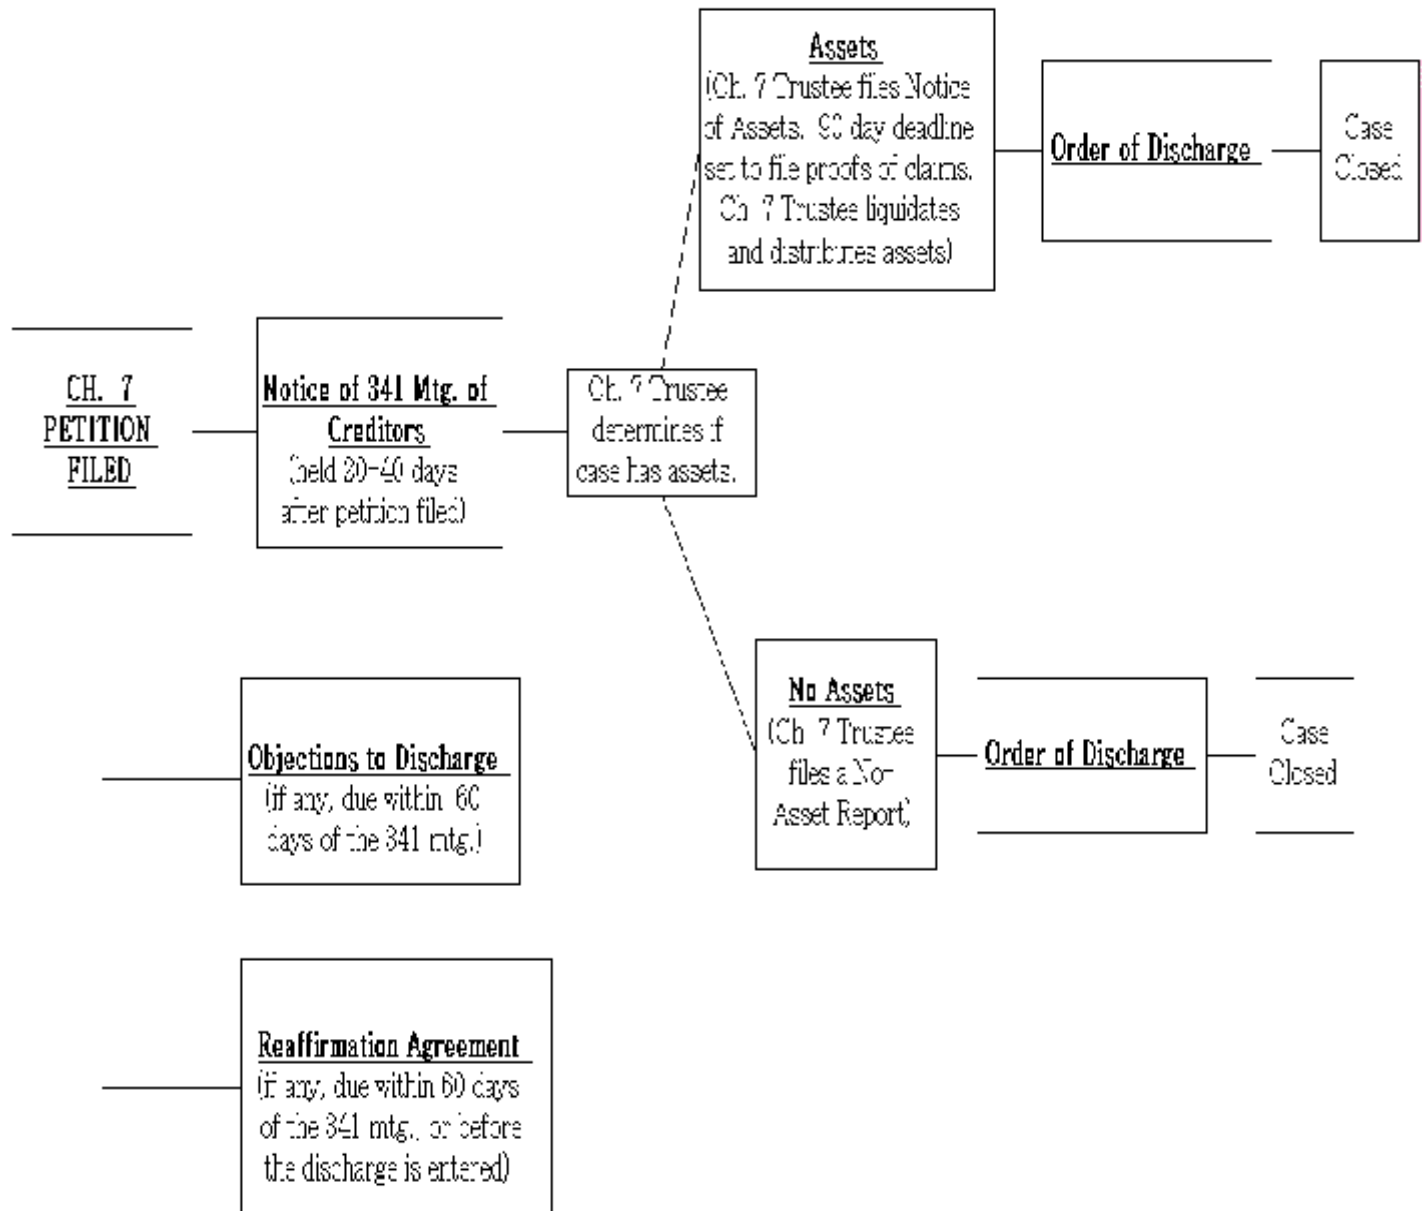 CH. 7
PETITION
FILED
Notice of 341 Mtg. of
Creditors
(held 20-40 days
after petition filed)
Ch. 7 Trustee
determines if
case has assets.
Assets
(Ch. 7 Trustee files Notice
of Assets. 90 day deadline
set to file proofs of claims.
Ch. 7 Trustee liquidates
and distributes assets)
Order of Discharge
Case
Closed
No Assets
(Ch. 7 Trustee
files a No-
Asset Report)
Order of Discharge
Case
Closed
Objections to Discharge
(if any, due within 60
days of the 341 mtg.)
Reaffirmation Agreement
(if any, due within 60 days
of the 341 mtg., or before
the discharge is entered)